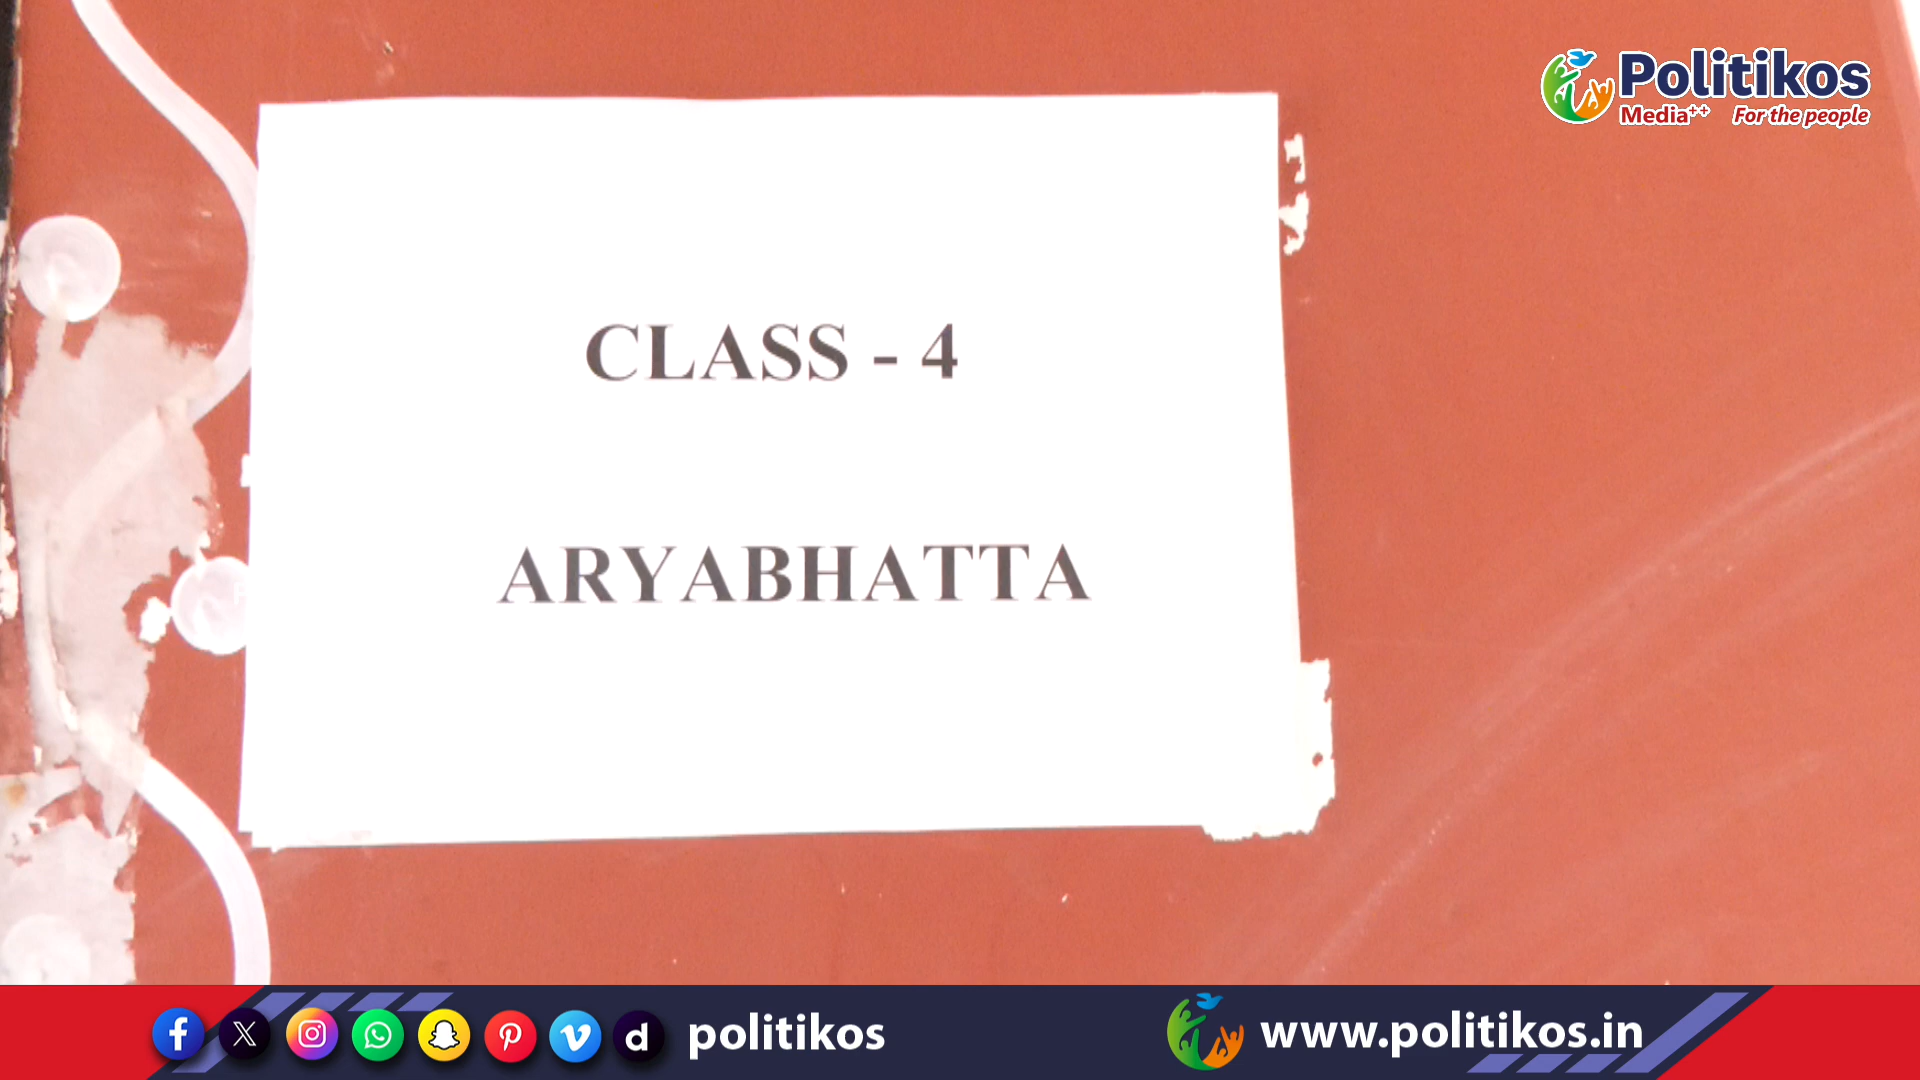 Politikos
Media++ For the people
CLASS - 4
ARYABHATTA
politikos
www.politikos.in